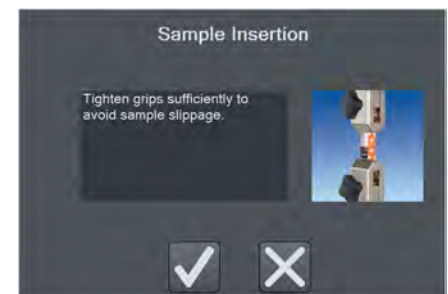 Sample Insertion
Tighten grips sufficiently to
avoid sample slippage.